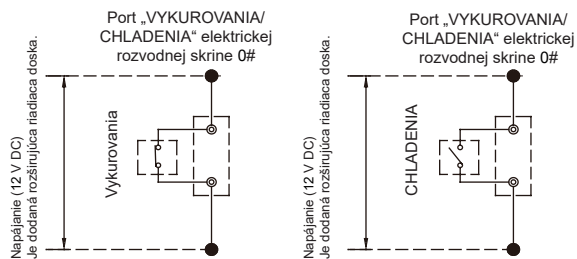 Port „VYKUROVANIA/
CHLADENIA“ elektrickej
rozvodnej skrine 0#
Napájanie (12 V DC)
Je dodaná rozširujúca riadiaca doska.
Vykurovania
Port „VYKUROVANIA/
CHLADENIA“ elektrickej
rozvodnej skrine 0#
Napájanie (12 V DC)
Je dodaná rozširujúca riadiaca doska.
CHLADENIA